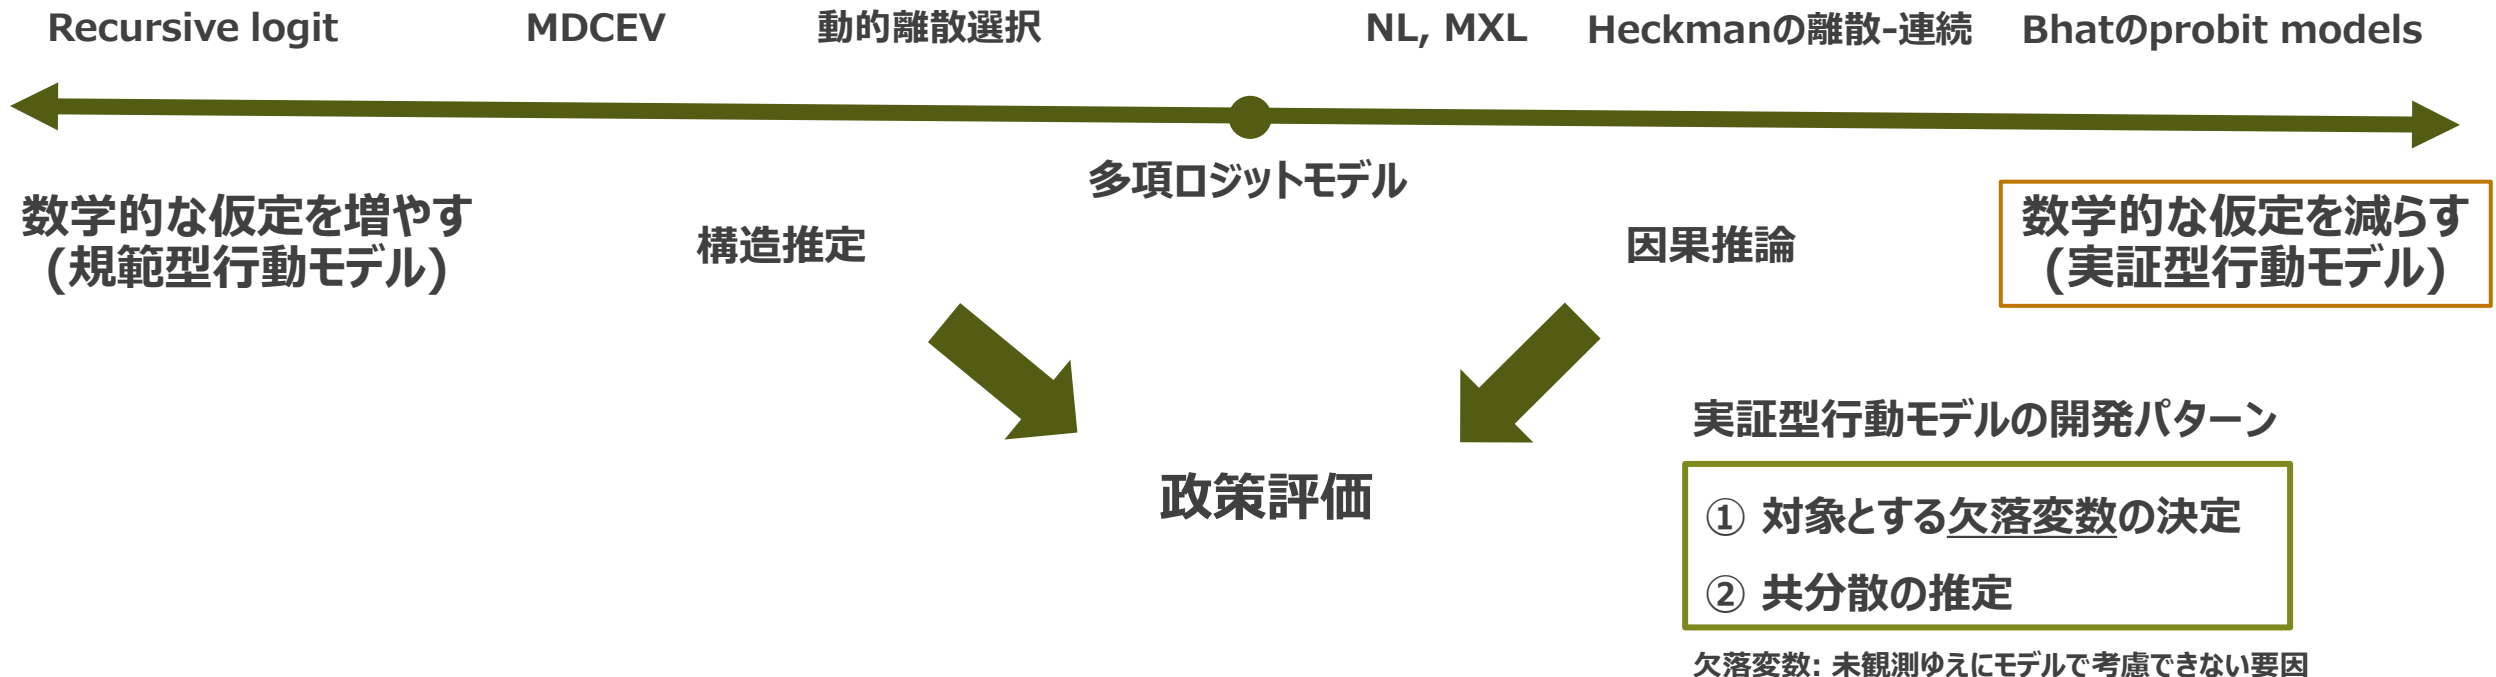 Recursive logit
MDCEV
動的離散選択
NL, MXL
Heckmanの離散-連続
Bhatのprobit models
多項ロジットモデル
数学的な仮定を増やす
(規範型行動モデル)
構造推定
因果推論
数学的な仮定を減らす
(実証型行動モデル)
政策評価
実証型行動モデルの開発パターン
① 対象とする欠落変数の決定
② 共分散の推定
欠落変数: 未観測ゆえにモデルで考慮できない要因